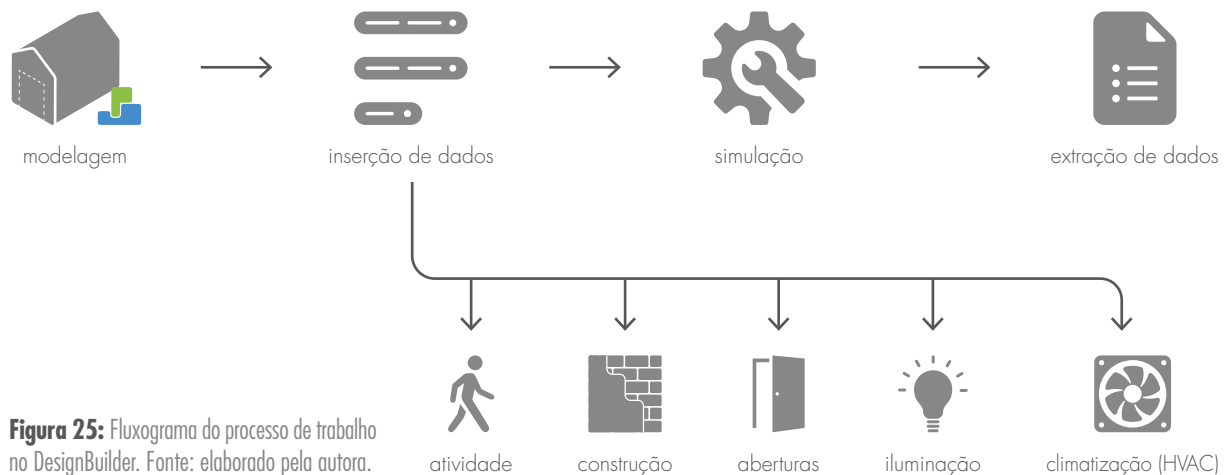 modelagem
inserção de dados
simulação
extração de dados
atividade
construção
aberturas
iluminação
climatização (HVAC)
Figura 25: Fluxograma do processo de trabalho
no DesignBuilder. Fonte: elaborado pela autora.